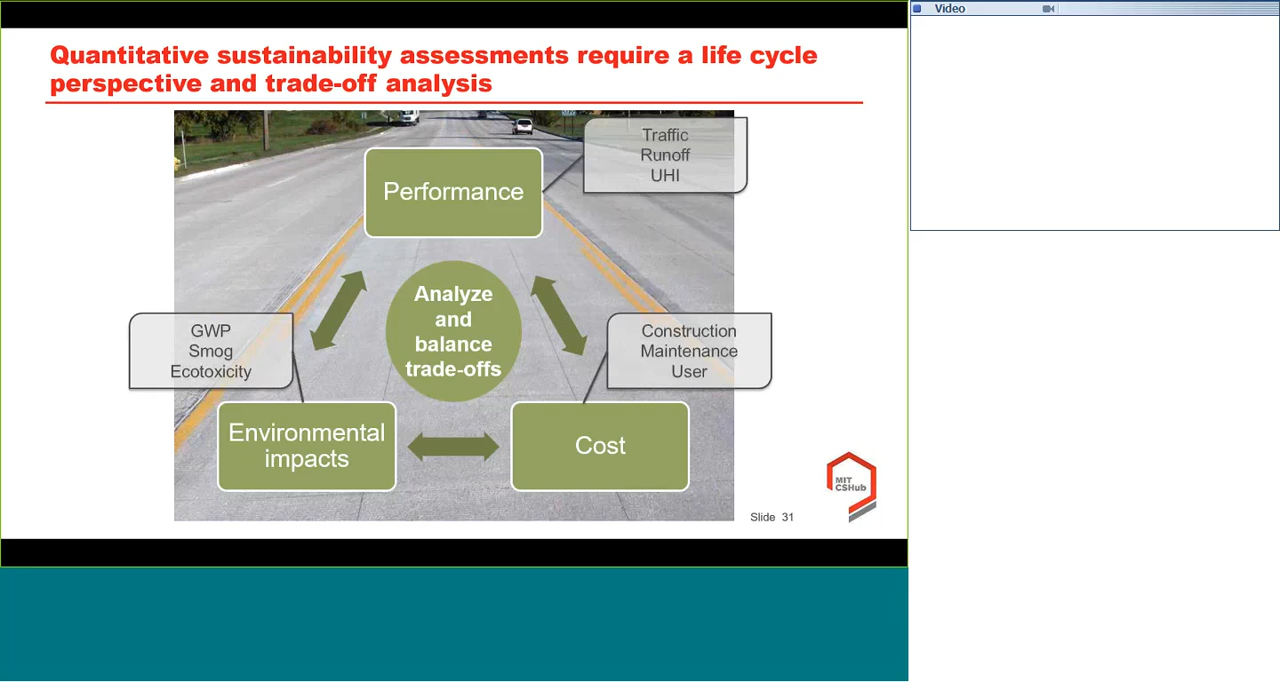 Video
Quantitative sustainability assessments require a life cycle
perspective and trade-off analysis
Traffic
Runoff
UHI
Performance
Analyze
and
balance
trade-offs
GWP
Smog
Ecotoxicity
Construction
Maintenance
User
Environmental
impacts
Cost
MIT
CSHub
Slide 31